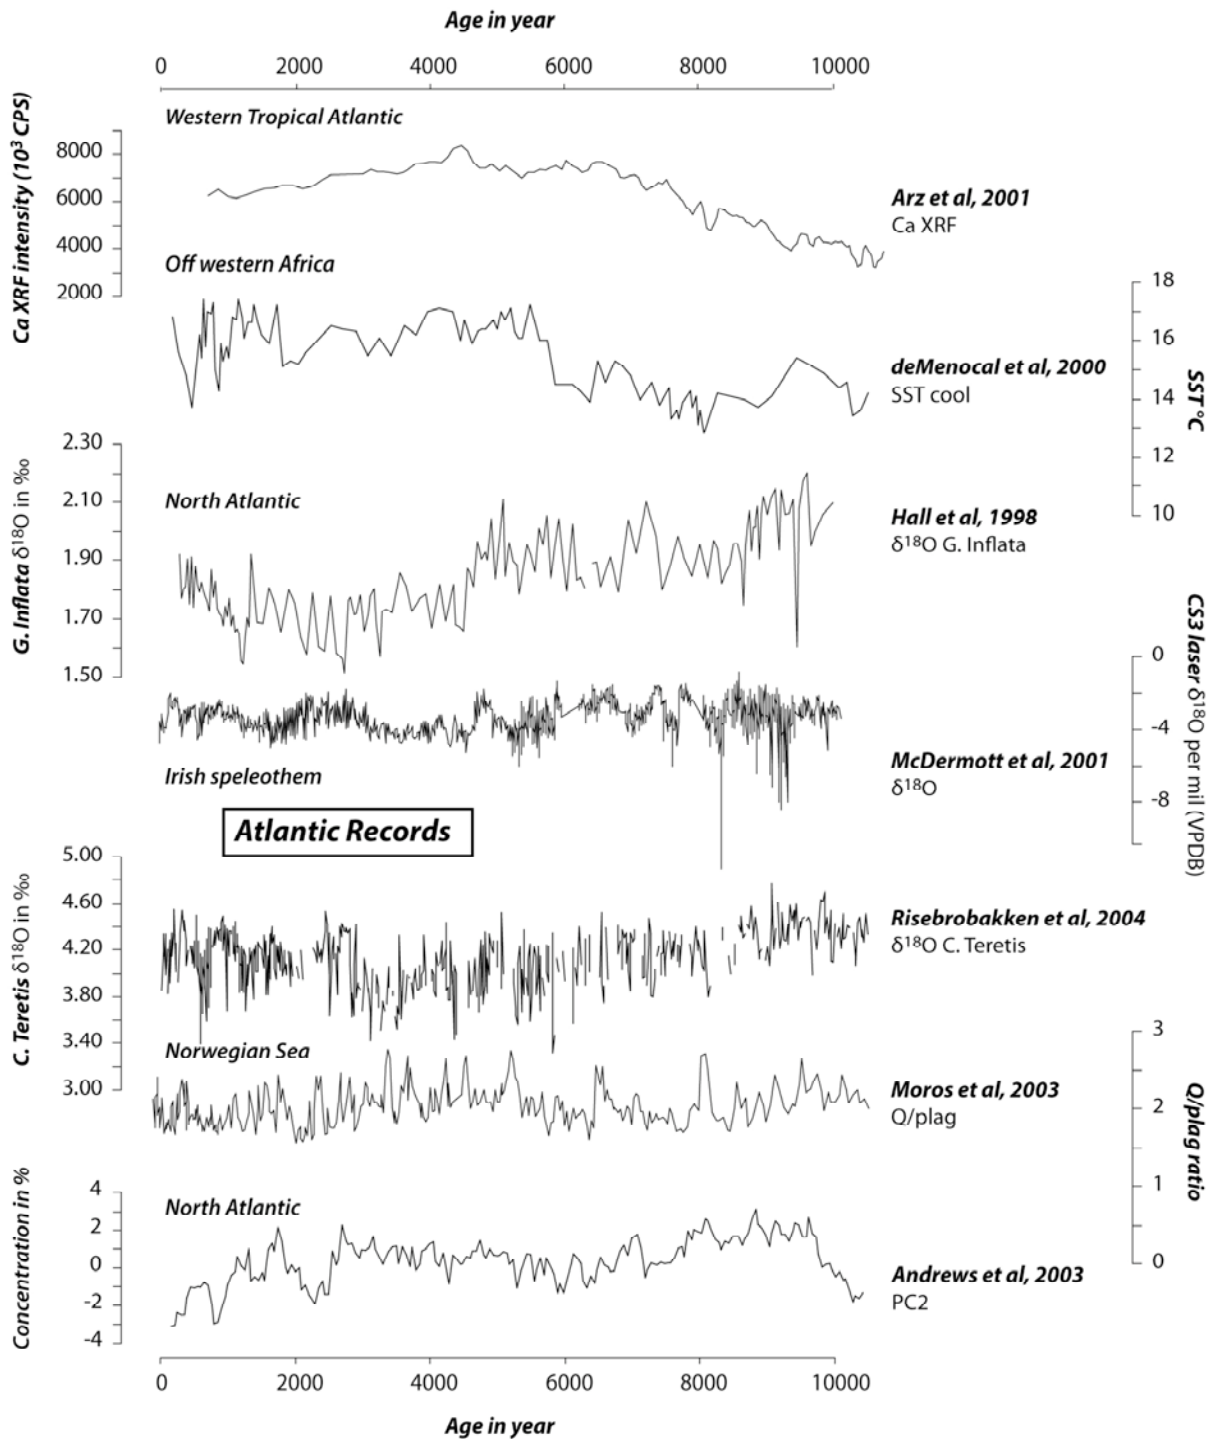 Age in year
0 2000 4000 6000 8000 10000
Western Tropical Atlantic
Ca XRF intensity (10³ CPS)
8000
6000
4000
2000
Arz et al, 2001
Ca XRF
Off western Africa
18
16
14
12
10
SST °C
deMenocal et al, 2000
SST cool
G. Inflata δ¹⁸O in ‰
2.30
2.10
1.90
1.70
1.50
North Atlantic
Hall et al, 1998
δ¹⁸O G. Inflata
CS3 laser δ¹⁸O per mil (VPDB)
0
-4
-8
McDermott et al, 2001
δ¹⁸O
Irish speleothem
Atlantic Records
C. Teretis δ¹⁸O in ‰
5.00
4.60
4.20
3.80
3.40
3.00
Risebrobakken et al, 2004
δ¹⁸O C. Teretis
Norwegian Sea
3
2
1
0
Q/plag ratio
Moros et al, 2003
Q/plag
Concentration in %
4
2
0
-2
-4
North Atlantic
Andrews et al, 2003
PC2
0 2000 4000 6000 8000 10000
Age in year